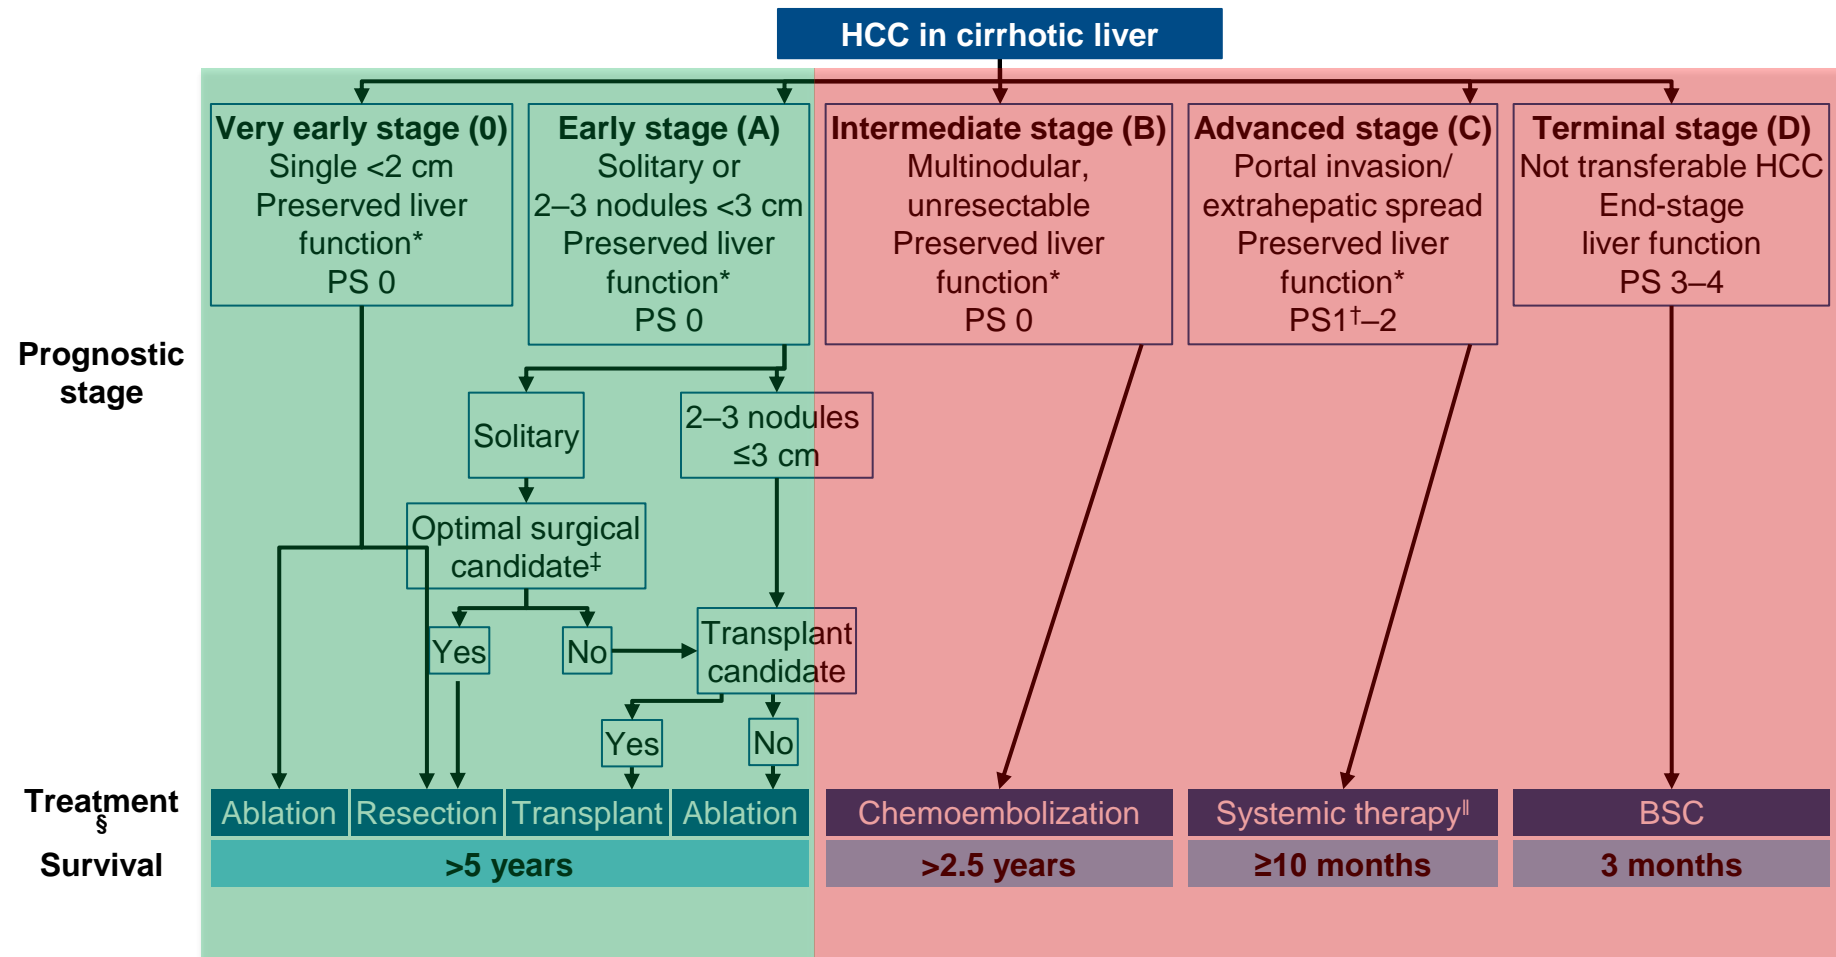 HCC in cirrhotic liver
Very early stage (0)
Single <2 cm
Preserved liver
function*
PS 0
Early stage (A)
Solitary or
2–3 nodules <3 cm
Preserved liver
function*
PS 0
Intermediate stage (B)
Multinodular,
unresectable
Preserved liver
function*
PS 0
Advanced stage (C)
Portal invasion/
extrahepatic spread
Preserved liver
function*
PS1†–2
Terminal stage (D)
Not transferable HCC
End-stage
liver function
PS 3–4
Prognostic
stage
Solitary
2–3 nodules
≤3 cm
Optimal surgical
candidate‡
Yes
No
Transplant
candidate
Yes
No
Treatment
§
Ablation
Resection
Transplant
Ablation
Chemoembolization
Systemic therapy‖
BSC
Survival
>5 years
>2.5 years
≥10 months
3 months